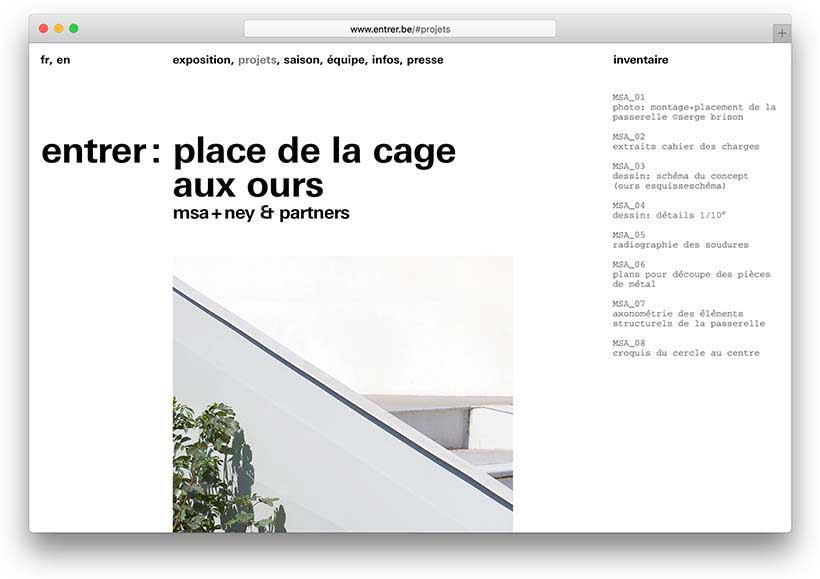 www.entrer.be/#projets
fr, en
exposition, projets, saison, équipe, infos, presse
inventaire
entrer: place de la cage
aux ours
msa+ney & partners
MSA_01
photo: montage+placement de la
passerelle ©serge brison
MSA_02
extraits cahier des charges
MSA_03
dessin: schéma du concept
(ours esquisseschéma)
MSA_04
dessin: détails 1/10°
MSA_05
radiographie des soudures
MSA_06
plans pour découpe des pièces
de métal
MSA_07
axonométrie des éléments
structurels de la passerelle
MSA_08
croquis du cercle au centre